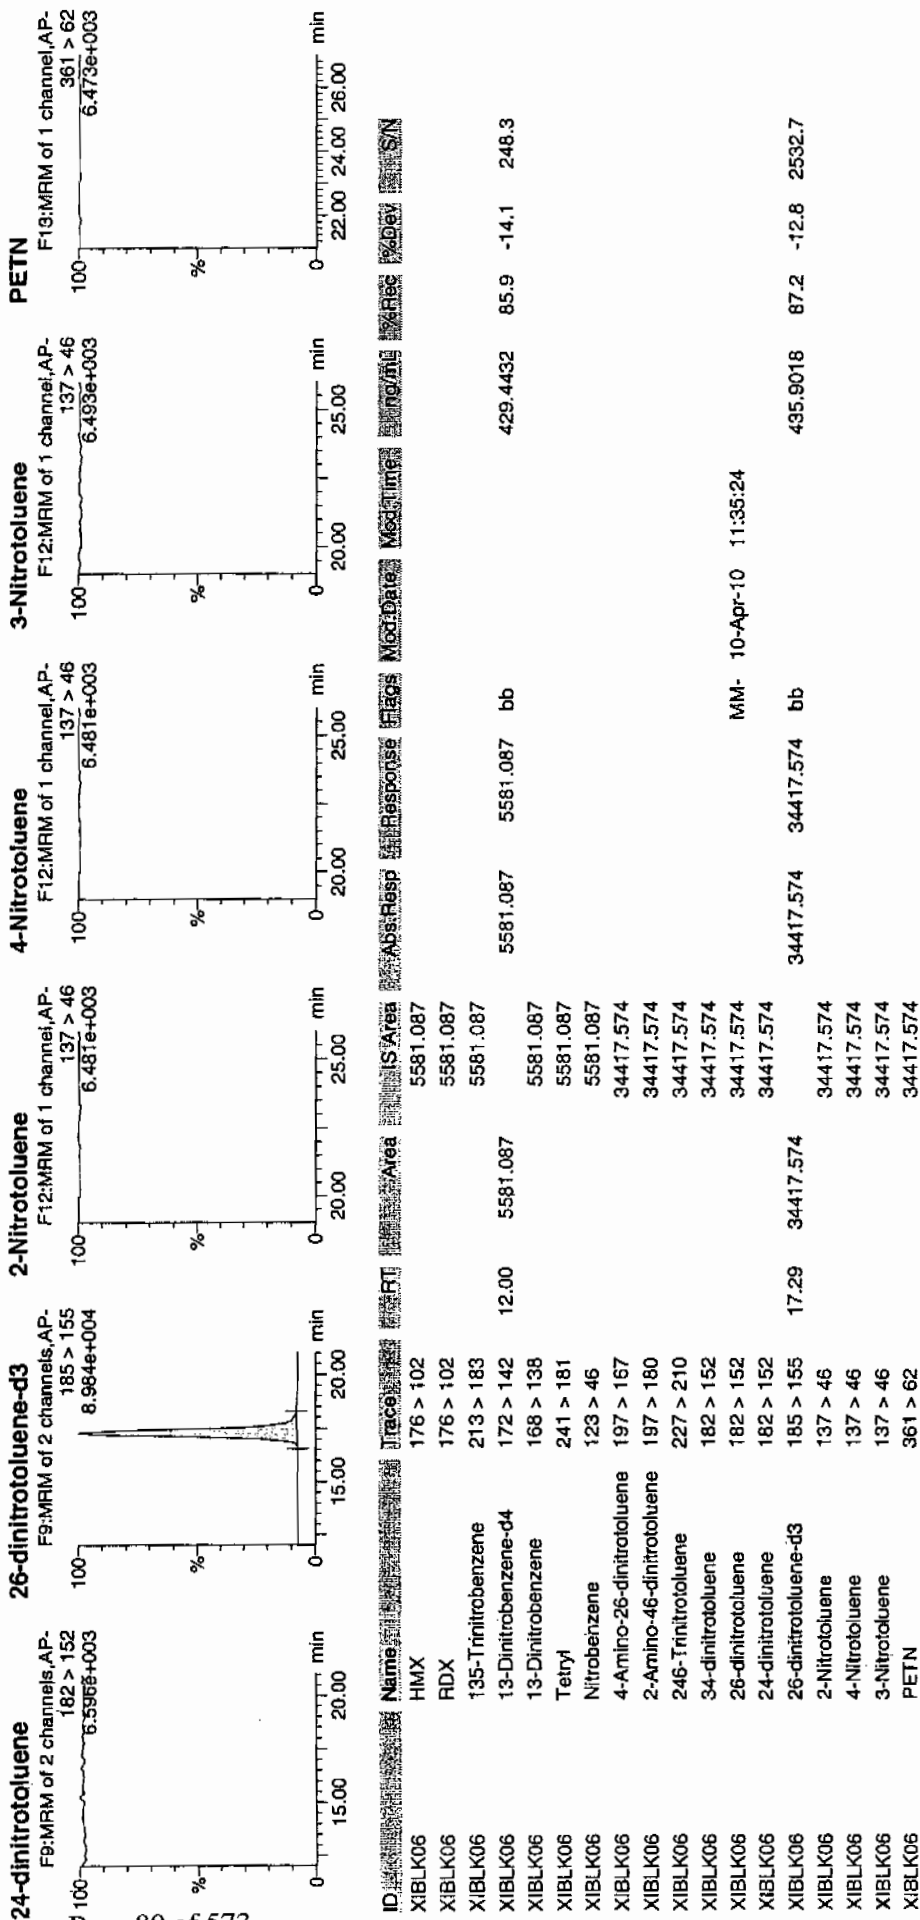 24-dinitrotoluene
F9:MRM of 2 channels,AP-
182 > 152
6.596e+003
100
%
0
15.00
20.00
min
26-dinitrotoluene-d3
F9:MRM of 2 channels,AP-
185 > 155
8.984e+004
100
%
0
15.00
20.00
min
2-Nitrotoluene
F12:MRM of 1 channel,AP-
137 > 46
6.481e+003
100
%
0
20.00
25.00
min
4-Nitrotoluene
F12:MRM of 1 channel,AP-
137 > 46
6.481e+003
100
%
0
20.00
25.00
min
3-Nitrotoluene
F12:MRM of 1 channel,AP-
137 > 46
6.493e+003
100
%
0
20.00
25.00
min
PETN
F13:MRM of 1 channel,AP-
361 > 62
6.473e+003
100
%
0
22.00
24.00
26.00
min
ID Name Trace RT Area IS Area Abs.Resp Response Flags Mod.Date Mod.Time ng/mL %Rec %Dev S/N
XIBLK06 HMX 176 > 102 5581.087
XIBLK06 RDX 176 > 102 5581.087
XIBLK06 135-Trinitrobenzene 213 > 183 5581.087
XIBLK06 13-Dinitrobenzene-d4 172 > 142 12.00 5581.087 5581.087 5581.087 bb 429.4432 85.9 -14.1 248.3
XIBLK06 13-Dinitrobenzene 168 > 138 5581.087
XIBLK06 Tetryl 241 > 181 5581.087
XIBLK06 Nitrobenzene 123 > 46 5581.087
XIBLK06 4-Amino-26-dinitrotoluene 197 > 167 34417.574
XIBLK06 2-Amino-46-dinitrotoluene 197 > 180 34417.574
XIBLK06 246-Trinitrotoluene 227 > 210 34417.574
XIBLK06 34-dinitrotoluene 182 > 152 34417.574
XIBLK06 26-dinitrotoluene 182 > 152 34417.574 MM- 10-Apr-10 11:35:24
XIBLK06 24-dinitrotoluene 182 > 152 34417.574
XIBLK06 26-dinitrotoluene-d3 185 > 155 17.29 34417.574 34417.574 34417.574 bb 435.9018 87.2 -12.8 2532.7
XIBLK06 2-Nitrotoluene 137 > 46 34417.574
XIBLK06 4-Nitrotoluene 137 > 46 34417.574
XIBLK06 3-Nitrotoluene 137 > 46 34417.574
XIBLK06 PETN 361 > 62 34417.574
80 of 573